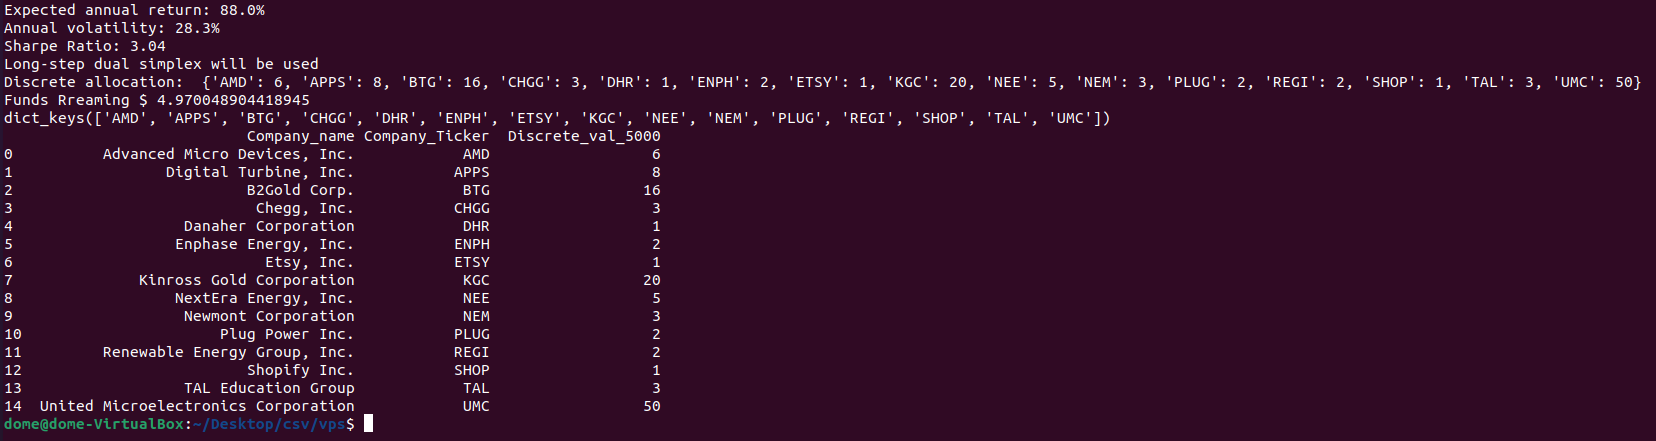 Expected annual return: 88.0%
Annual volatility: 28.3%
Sharpe Ratio: 3.04
Long-step dual simplex will be used
Discrete allocation:  {'AMD': 6, 'APPS': 8, 'BTG': 16, 'CHGG': 3, 'DHR': 1, 'ENPH': 2, 'ETSY': 1, 'KGC': 20, 'NEE': 5, 'NEM': 3, 'PLUG': 2, 'REGI': 2, 'SHOP': 1, 'TAL': 3, 'UMC': 50}
Funds Rreaming $ 4.970048904418945
dict_keys(['AMD', 'APPS', 'BTG', 'CHGG', 'DHR', 'ENPH', 'ETSY', 'KGC', 'NEE', 'NEM', 'PLUG', 'REGI', 'SHOP', 'TAL', 'UMC'])
Company_name Company_Ticker  Discrete_val_5000
0          Advanced Micro Devices, Inc.            AMD                  6
1                 Digital Turbine, Inc.           APPS                  8
2                          B2Gold Corp.            BTG                 16
3                           Chegg, Inc.           CHGG                  3
4                   Danaher Corporation            DHR                  1
5                  Enphase Energy, Inc.           ENPH                  2
6                            Etsy, Inc.           ETSY                  1
7              Kinross Gold Corporation            KGC                 20
8                  NextEra Energy, Inc.            NEE                  5
9                   Newmont Corporation            NEM                  3
10                      Plug Power Inc.           PLUG                  2
11         Renewable Energy Group, Inc.           REGI                  2
12                         Shopify Inc.           SHOP                  1
13                  TAL Education Group            TAL                  3
14  United Microelectronics Corporation            UMC                 50
dome@dome-VirtualBox:~/Desktop/csv/vps$